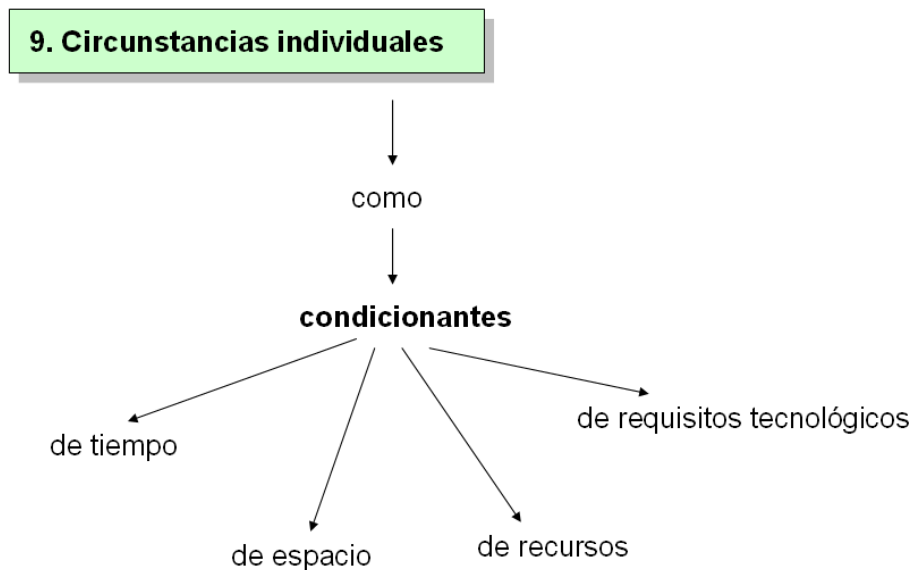 9. Circunstancias individuales
como
condicionantes
de tiempo
de espacio
de recursos
de requisitos tecnológicos